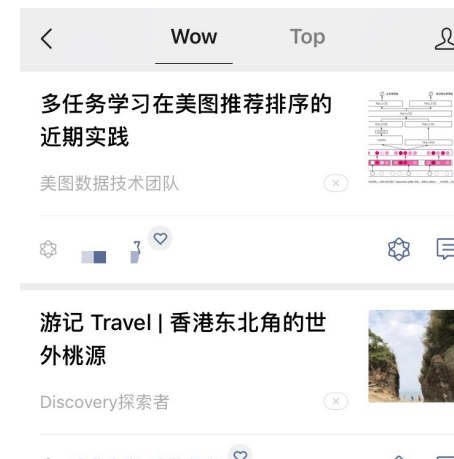 Wow Top
多任务学习在美图推荐排序的
近期实践
美图数据技术团队
游记 Travel | 香港东北角的世
外桃源
Discovery探索者